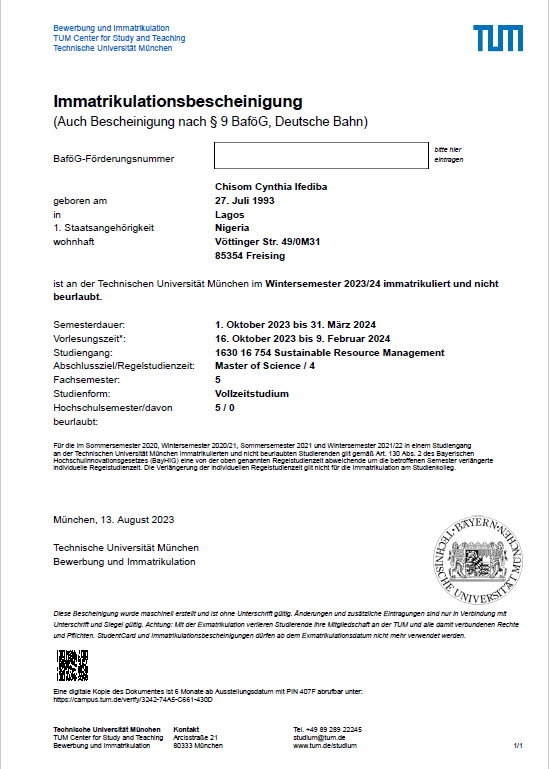 Bewerbung und Immatrikulation
TUM Center for Study and Teaching
Technische Universität München
TUM
Immatrikulationsbescheinigung
(Auch Bescheinigung nach § 9 BaföG, Deutsche Bahn)
BaföG-Förderungsnummer
bitte hier
eintragen
Chisom Cynthia Ifediba
geboren am 27. Juli 1993
in Lagos
1. Staatsangehörigkeit Nigeria
wohnhaft Vöttinger Str. 49/0M31
85354 Freising
ist an der Technischen Universität München im Wintersemester 2023/24 immatrikuliert und nicht
beurlaubt.
Semesterdauer: 1. Oktober 2023 bis 31. März 2024
Vorlesungszeit*: 16. Oktober 2023 bis 9. Februar 2024
Studiengang: 1630 16 754 Sustainable Resource Management
Abschlussziel/Regelstudienzeit: Master of Science / 4
Fachsemester: 5
Studienform: Vollzeitstudium
Hochschulsemester/davon 5 / 0
beurlaubt:
Für die im Sommersemester 2020, Wintersemester 2020/21, Sommersemester 2021 und Wintersemester 2021/22 in einem Studiengang
an der Technischen Universität München immatrikulierten und nicht beurlaubten Studierenden gilt gemäß Art. 130 Abs. 2 des Bayerischen
Hochschulinnovationsgesetzes (BayHIG) eine von der oben genannten Regelstudienzeit abweichende um die betroffenen Semester verlängerte
individuelle Regelstudienzeit. Die Verlängerung der individuellen Regelstudienzeit gilt nicht für die Immatrikulation am Studienkolleg.
München, 13. August 2023
Technische Universität München
Bewerbung und Immatrikulation
BAYERN
TECHNISCHE UNIVERSITÄT MÜNCHEN
Diese Bescheinigung wurde maschinell erstellt und ist ohne Unterschrift gültig. Änderungen und zusätzliche Eintragungen sind nur in Verbindung mit
Unterschrift und Siegel gültig. Achtung: Mit der Exmatrikulation verlieren Studierende ihre Mitgliedschaft an der TUM und alle damit verbundenen Rechte
und Pflichten. StudentCard und Immatrikulationsbescheinigungen dürfen ab dem Exmatrikulationsdatum nicht mehr verwendet werden.
Eine digitale Kopie des Dokumentes ist 6 Monate ab Ausstellungsdatum mit PIN 407F abrufbar unter:
https://campus.tum.de/verify/3242-74A5-C661-430D
Technische Universität München Kontakt Tel. +49 89 289 22245
TUM Center for Study and Teaching Arcisstraße 21 studium@tum.de
Bewerbung und Immatrikulation 80333 München www.tum.de/studium 1/1